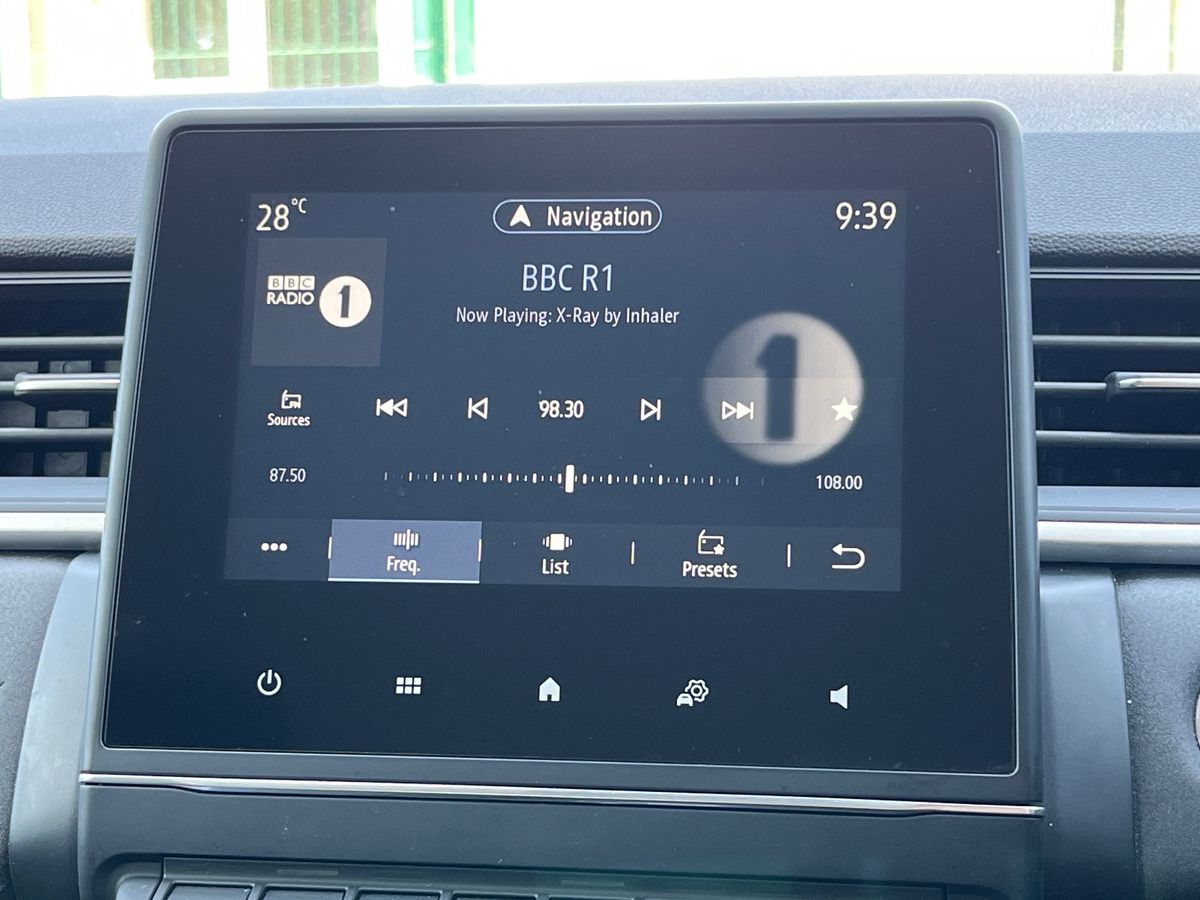 28°C
Navigation
9:39
BBC
RADIO 1
BBC R1
Now Playing: X-Ray by Inhaler
1
Sources
98.30
87.50
108.00
Freq.
List
Presets